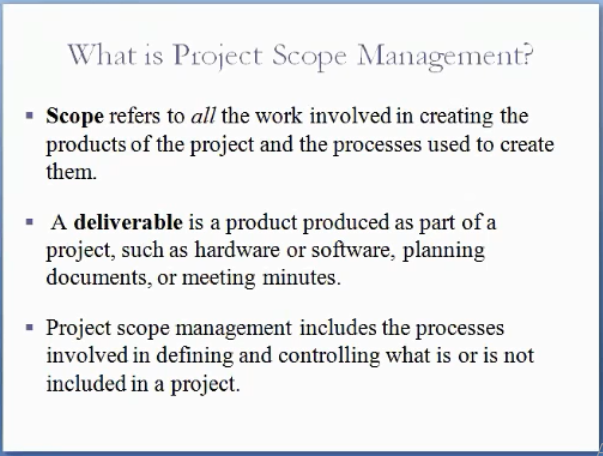 What is Project Scope Management?
▪ Scope refers to all the work involved in creating the
products of the project and the processes used to create
them.
▪ A deliverable is a product produced as part of a
project, such as hardware or software, planning
documents, or meeting minutes.
▪ Project scope management includes the processes
involved in defining and controlling what is or is not
included in a project.